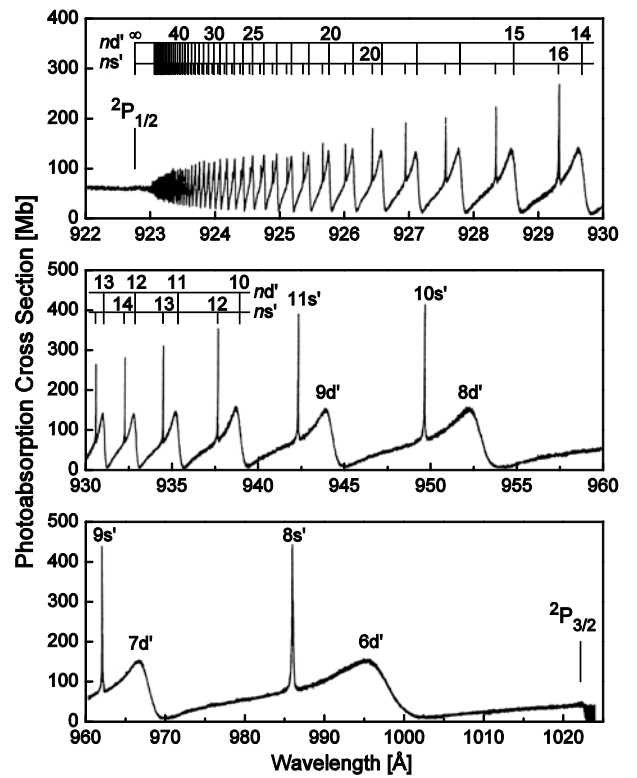 Photoabsorption Cross Section [Mb]
400
300
200
100
0
nd' ∞ 40 30 25 20 15 14
ns' 20 16
²P₁/₂
922 923 924 925 926 927 928 929 930
500
400
300
200
100
0
13 12 11 10 nd'
14 13 12 ns'
11s' 10s'
9d' 8d'
930 935 940 945 950 955 960
500
400
300
200
100
0
9s' 8s'
7d' 6d'
²P₃/₂
960 970 980 990 1000 1010 1020
Wavelength [Å]